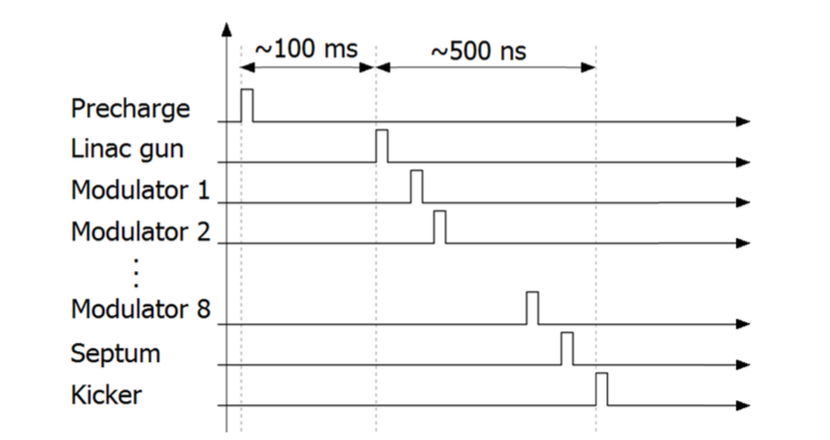 ~100 ms
~500 ns
Precharge
Linac gun
Modulator 1
Modulator 2
⋮
Modulator 8
Septum
Kicker